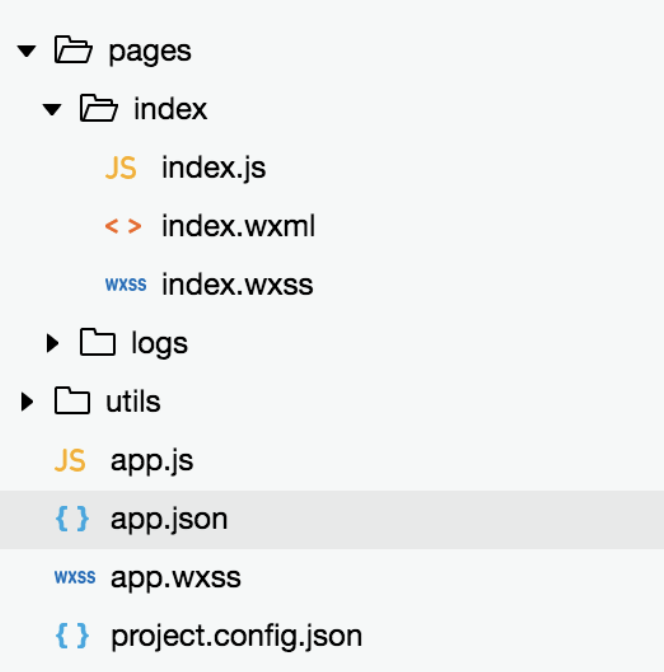 pages
index
JS index.js
< > index.wxml
wxss index.wxss
logs
utils
JS app.js
{ } app.json
wxss app.wxss
{ } project.config.json